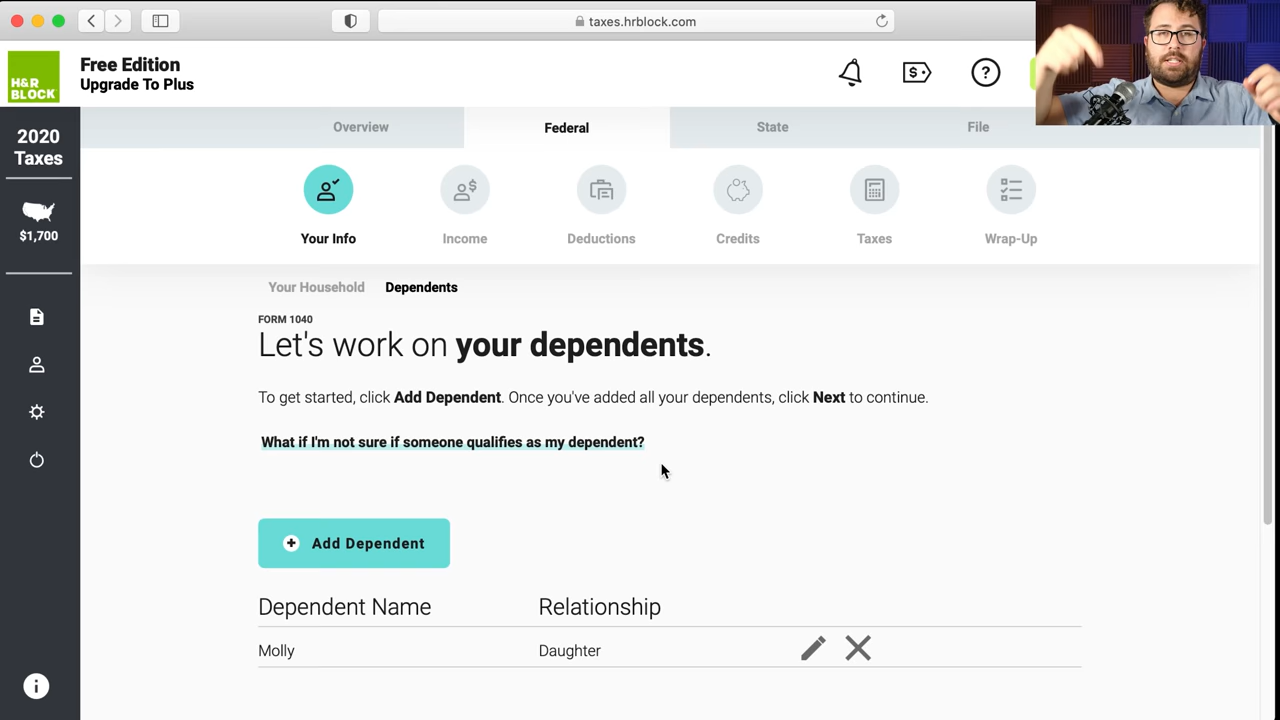 taxes.hrblock.com
H&R
BLOCK
Free Edition
Upgrade To Plus
$
?
2020
Taxes
$1,700
Overview
Federal
State
File
$
Your Info
Income
Deductions
Credits
Taxes
Wrap-Up
Your Household
Dependents
FORM 1040
Let's work on your dependents.
To get started, click Add Dependent. Once you've added all your dependents, click Next to continue.
What if I'm not sure if someone qualifies as my dependent?
Add Dependent
Dependent Name
Relationship
Molly
Daughter
i